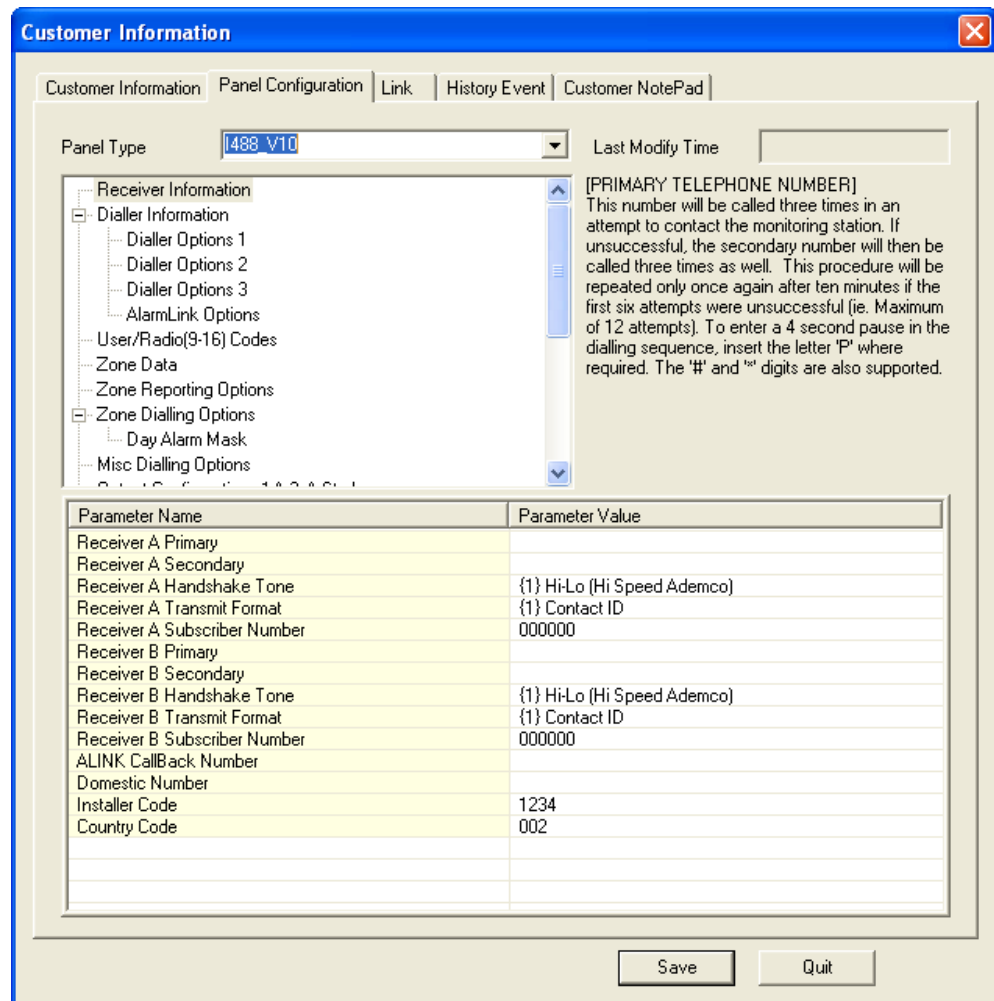 Customer Information
Customer Information Panel Configuration Link History Event Customer NotePad
Panel Type I488_V10 Last Modify Time
Receiver Information
Dialler Information
Dialler Options 1
Dialler Options 2
Dialler Options 3
AlarmLink Options
User/Radio(9-16) Codes
Zone Data
Zone Reporting Options
Zone Dialling Options
Day Alarm Mask
Misc Dialling Options
[PRIMARY TELEPHONE NUMBER]
This number will be called three times in an
attempt to contact the monitoring station. If
unsuccessful, the secondary number will then be
called three times as well. This procedure will be
repeated only once again after ten minutes if the
first six attempts were unsuccessful (ie. Maximum
of 12 attempts). To enter a 4 second pause in the
dialling sequence, insert the letter 'P' where
required. The '#' and '*' digits are also supported.
Parameter Name Parameter Value
Receiver A Primary
Receiver A Secondary
Receiver A Handshake Tone {1} Hi-Lo (Hi Speed Ademco)
Receiver A Transmit Format {1} Contact ID
Receiver A Subscriber Number 000000
Receiver B Primary
Receiver B Secondary
Receiver B Handshake Tone {1} Hi-Lo (Hi Speed Ademco)
Receiver B Transmit Format {1} Contact ID
Receiver B Subscriber Number 000000
ALINK CallBack Number
Domestic Number
Installer Code 1234
Country Code 002
Save Quit